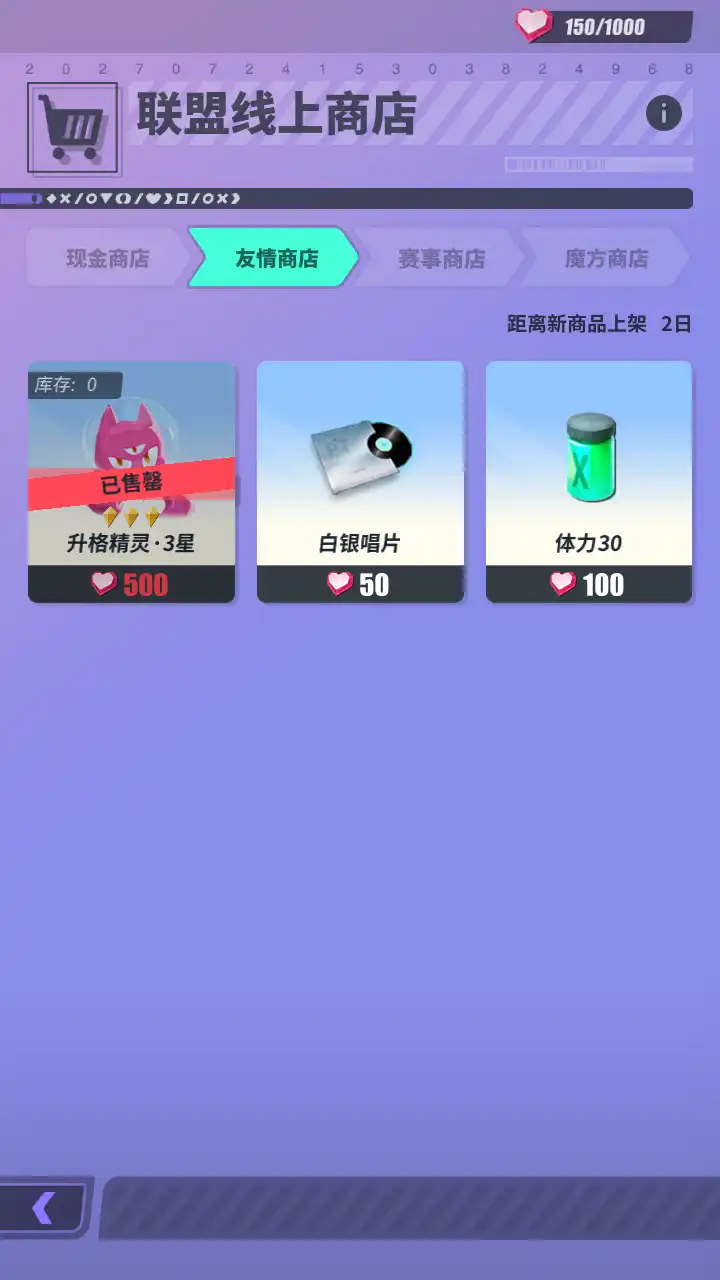 150/1000
2 0 2 7 0 7 2 4 1 5 3 0 3 8 2 4 9 6 8
联盟线上商店
现金商店 友情商店 赛事商店 魔方商店
距离新商品上架 2日
库存: 0
已售罄
升格精灵·3星 白银唱片 体力30
500 50 100